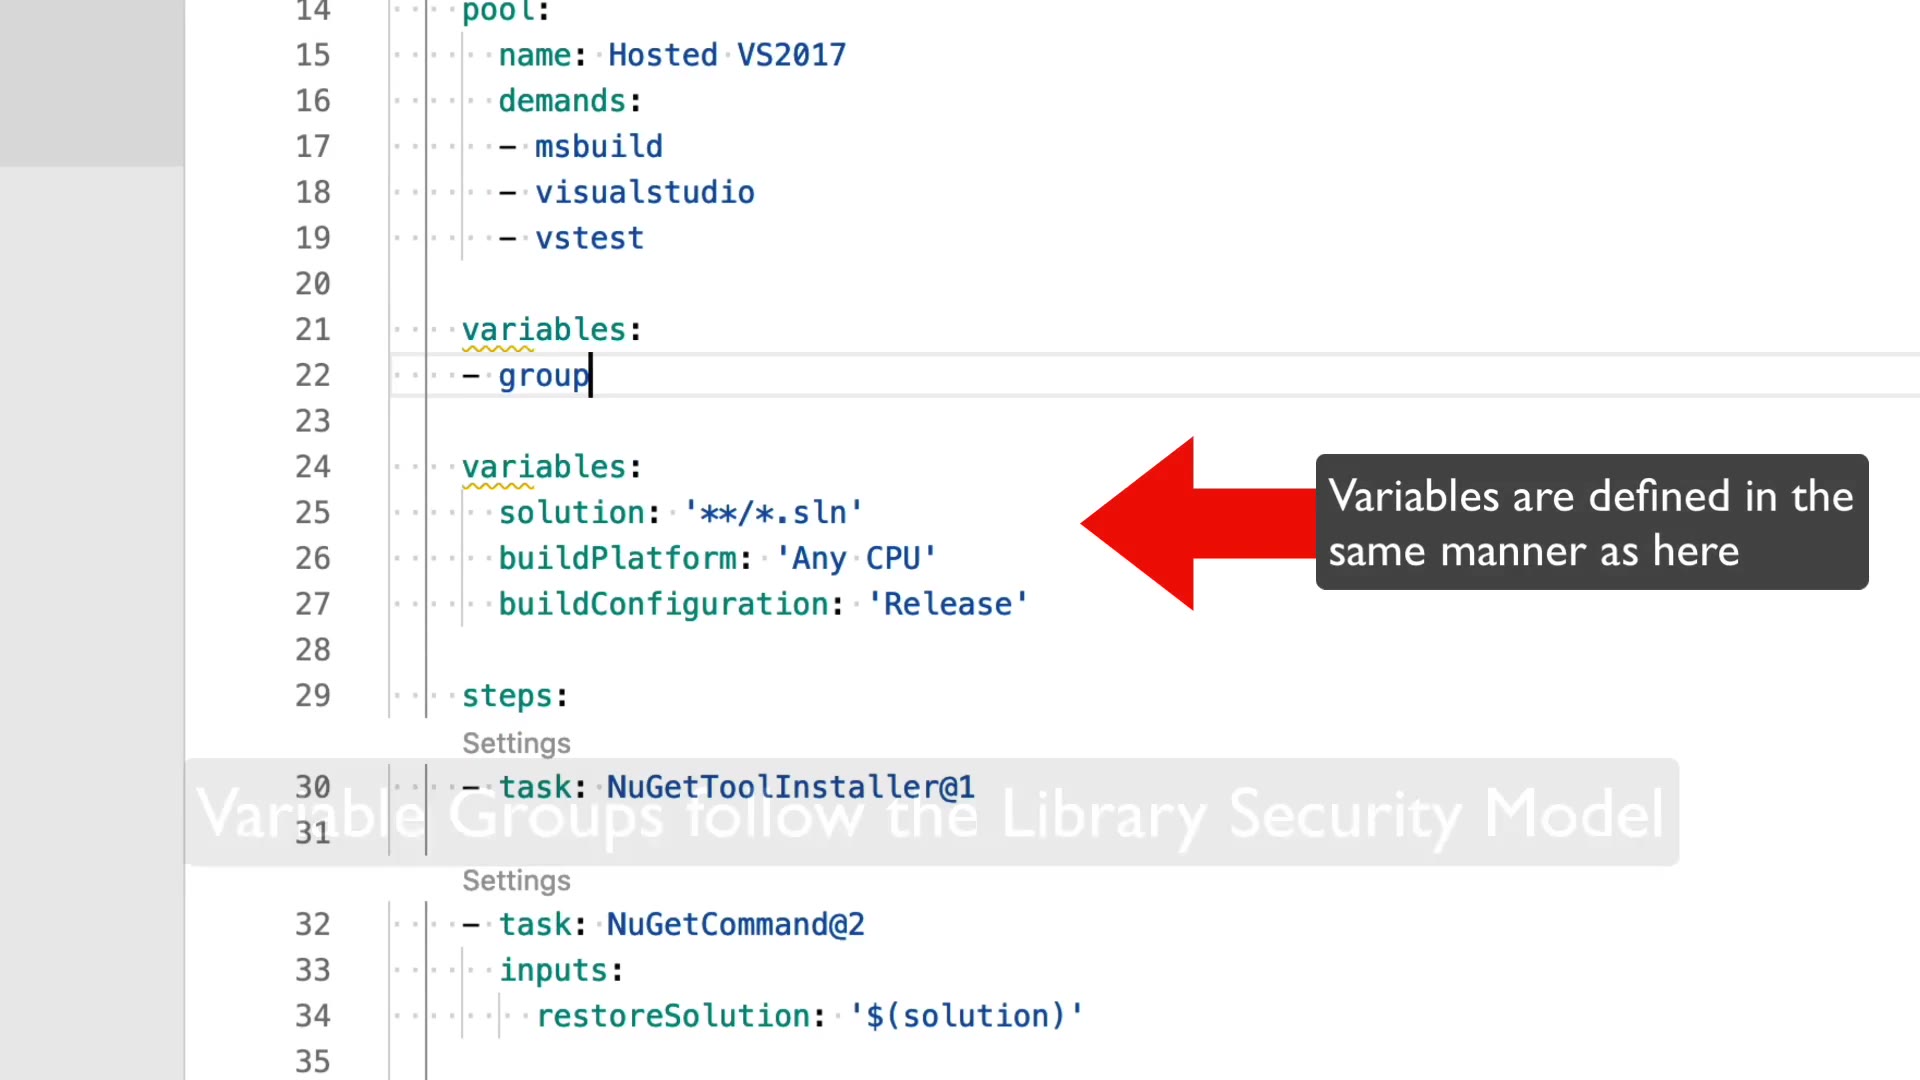 14 pool:
15 name: Hosted VS2017
16 demands:
17 - msbuild
18 - visualstudio
19 - vstest
20
21 variables:
22 - group
23
24 variables:
25 solution: '**/*.sln'
26 buildPlatform: 'Any CPU'
27 buildConfiguration: 'Release'
Variables are defined in the
same manner as here
28
29 steps:
Settings
30 - task: NuGetToolInstaller@1
Variable Groups follow the Library Security Model
31
Settings
32 - task: NuGetCommand@2
33 inputs:
34 restoreSolution: '$(solution)'
35